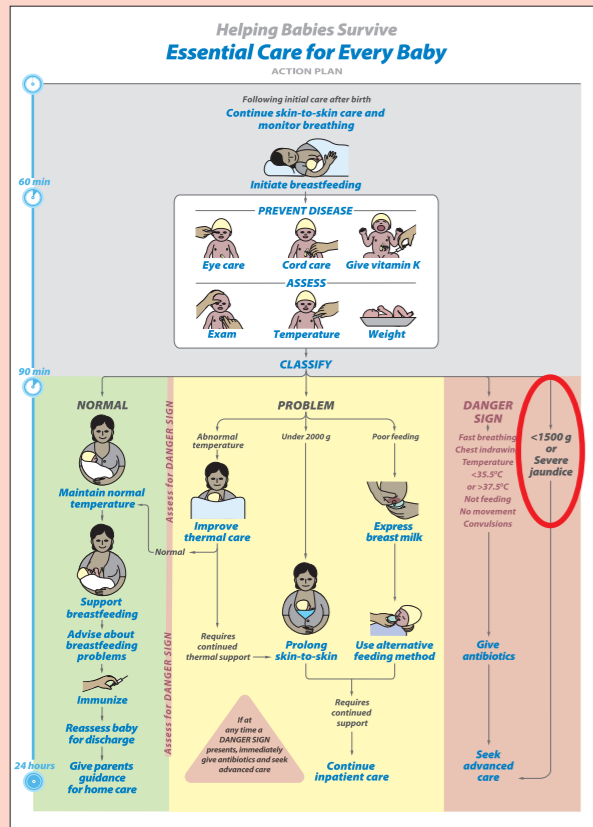 Helping Babies Survive
Essential Care for Every Baby
ACTION PLAN
Following initial care after birth
Continue skin-to-skin care and
monitor breathing
Initiate breastfeeding
60 min
PREVENT DISEASE
Eye care
Cord care
Give vitamin K
ASSESS
Exam
Temperature
Weight
CLASSIFY
90 min
NORMAL
Maintain normal
temperature
Support
breastfeeding
Advise about
breastfeeding
problems
Immunize
Reassess baby
for discharge
Give parents
guidance
for home care
24 hours
Assess for DANGER SIGN
Assess for DANGER SIGN
PROBLEM
Abnormal
temperature
Improve
thermal care
Normal
Requires
continued
thermal support
Under 2000 g
Prolong
skin-to-skin
Poor feeding
Express
breast milk
Use alternative
feeding method
Requires
continued
support
Continue
inpatient care
If at
any time a
DANGER SIGN
presents, immediately
give antibiotics and seek
advanced care
DANGER
SIGN
Fast breathing
Chest indrawing
Temperature
<35.5°C
or >37.5°C
Not feeding
No movement
Convulsions
Give
antibiotics
Seek
advanced
care
<1500 g
or
Severe
jaundice